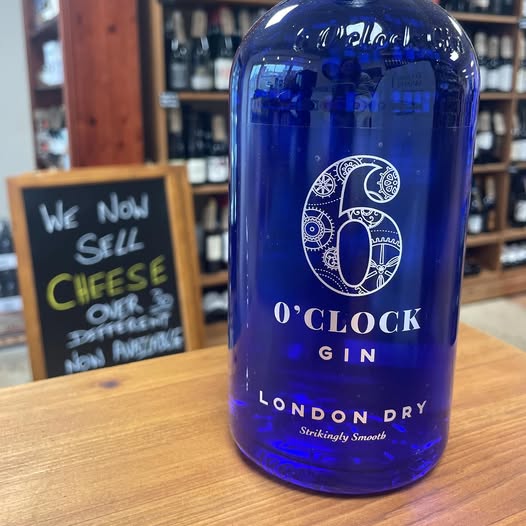 WE NOW
SELL
CHEESE
OVER 30
DIFFERENT
NOW AVAILABLE
6
O'CLOCK
GIN
LONDON DRY
Strikingly Smooth